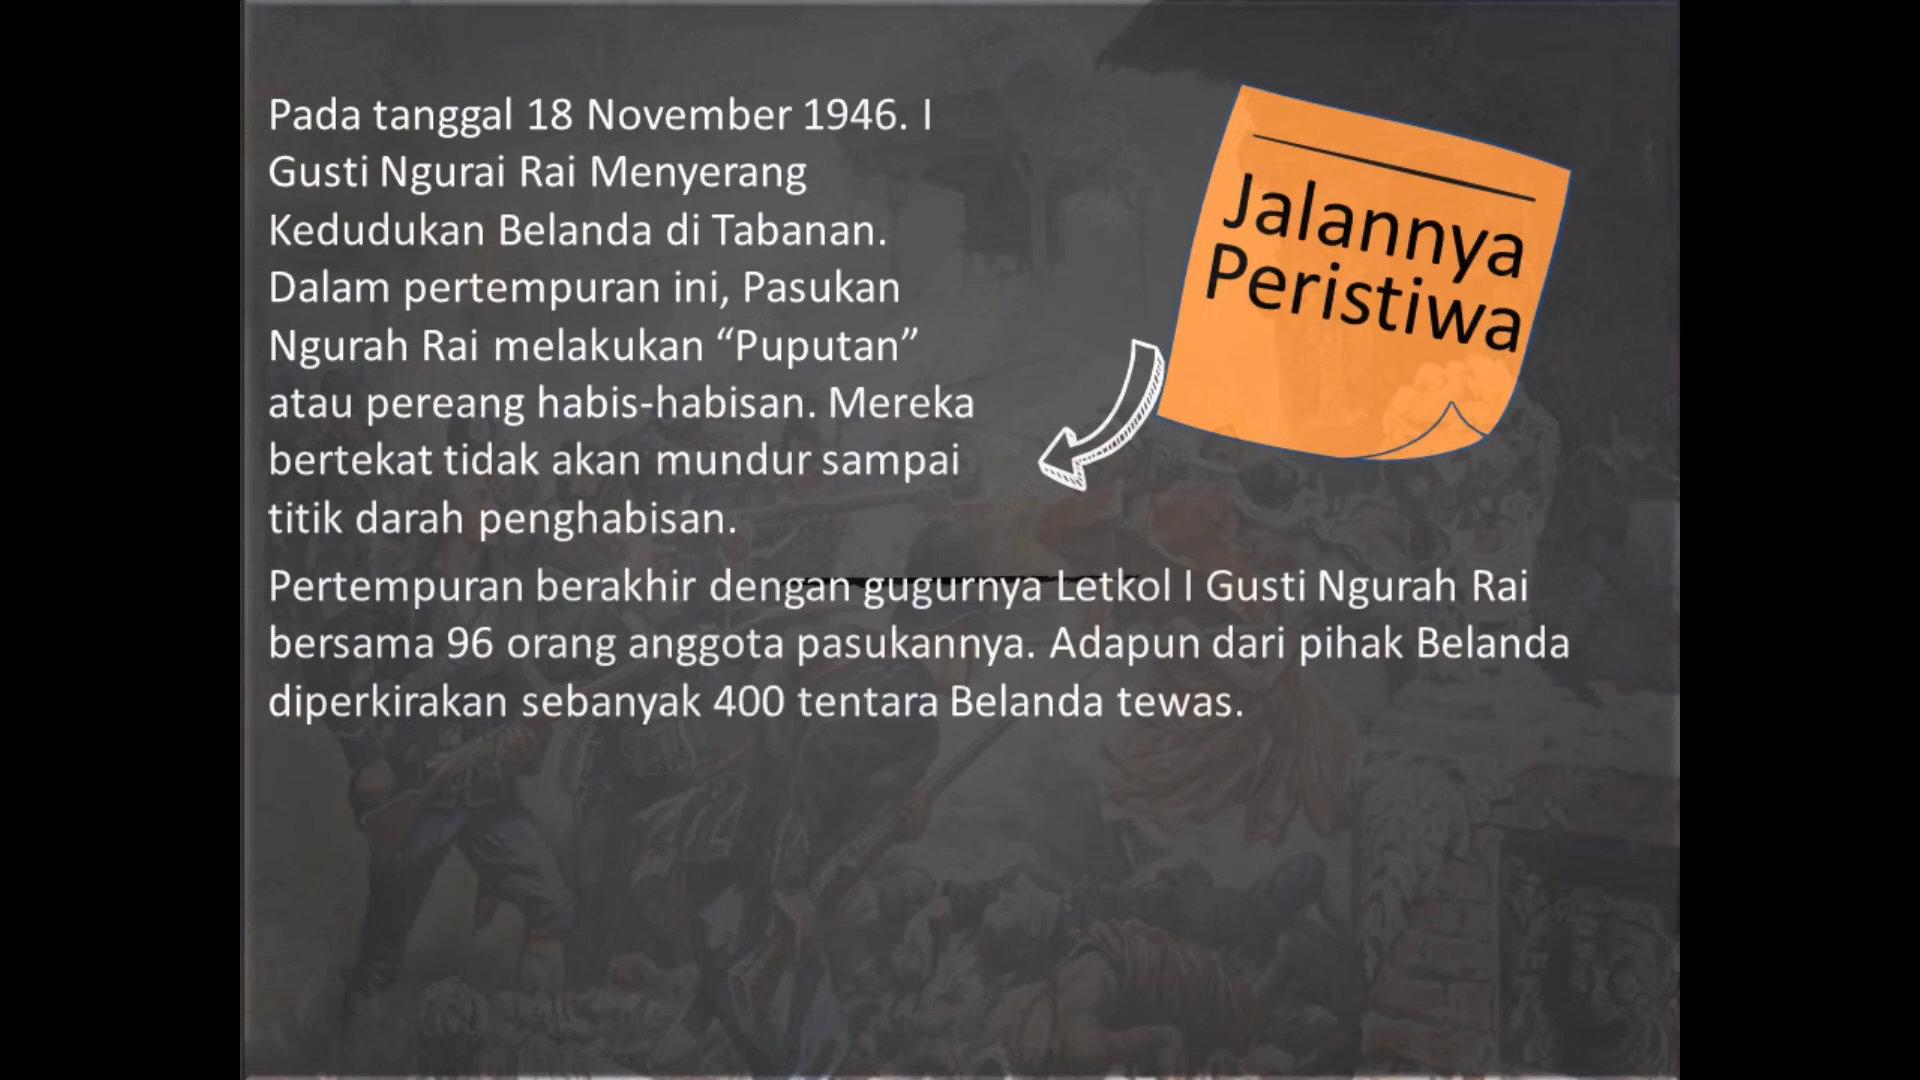 Pada tanggal 18 November 1946. I
Gusti Ngurai Rai Menyerang
Kedudukan Belanda di Tabanan.
Dalam pertempuran ini, Pasukan
Ngurah Rai melakukan “Puputan”
atau pereang habis-habisan. Mereka
bertekat tidak akan mundur sampai
titik darah penghabisan.
Pertempuran berakhir dengan gugurnya Letkol I Gusti Ngurah Rai
bersama 96 orang anggota pasukannya. Adapun dari pihak Belanda
diperkirakan sebanyak 400 tentara Belanda tewas.
Jalannya
Peristiwa